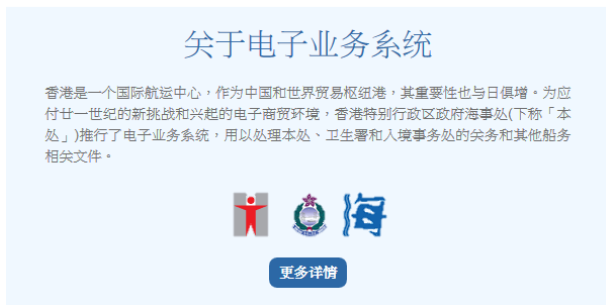 关于电子业务系统
香港是一个国际航运中心，作为中国和世界贸易枢纽港，其重要性也与日俱增。为应
付廿一世纪的新挑战和兴起的电子商贸环境，香港特别行政区政府海事处(下称「本
处」)推行了电子业务系统，用以处理本处、卫生署和入境事务处的关务和其他船务
相关文件。
海
更多详情